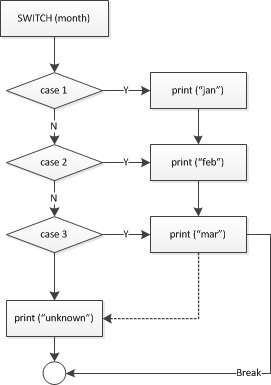 SWITCH (month)
case 1
Y
print (“jan”)
N
case 2
Y
print (“feb”)
N
case 3
Y
print (“mar”)
print (“unknown”)
Break